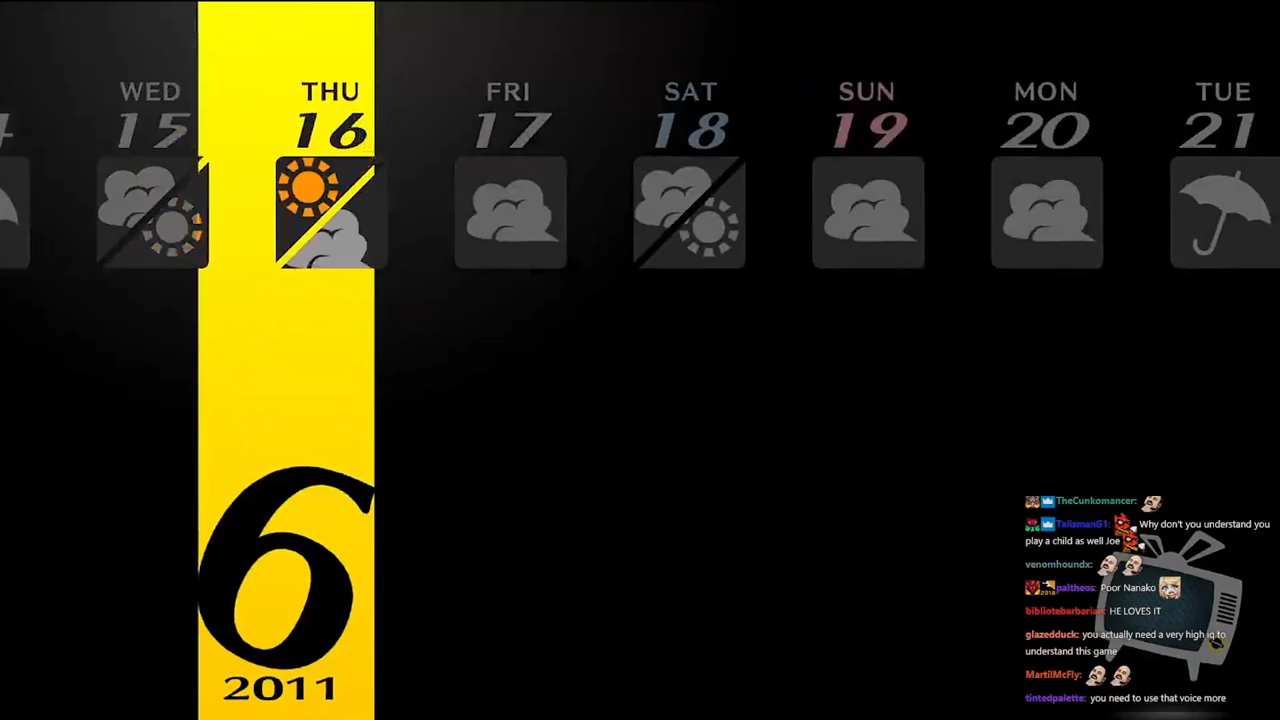 WED THU FRI SAT SUN MON TUE
15 16 17 18 19 20 21
6
2011
TheCunkomancer:
TalismanG1: Why don't you understand you
play a child as well Joe
venomhoundx:
paltheos: Poor Nanako
bibliotebarbarian: HE LOVES IT
glazedduck: you actually need a very high iq to
understand this game
MartilMcFly:
tintedpalette: you need to use that voice more